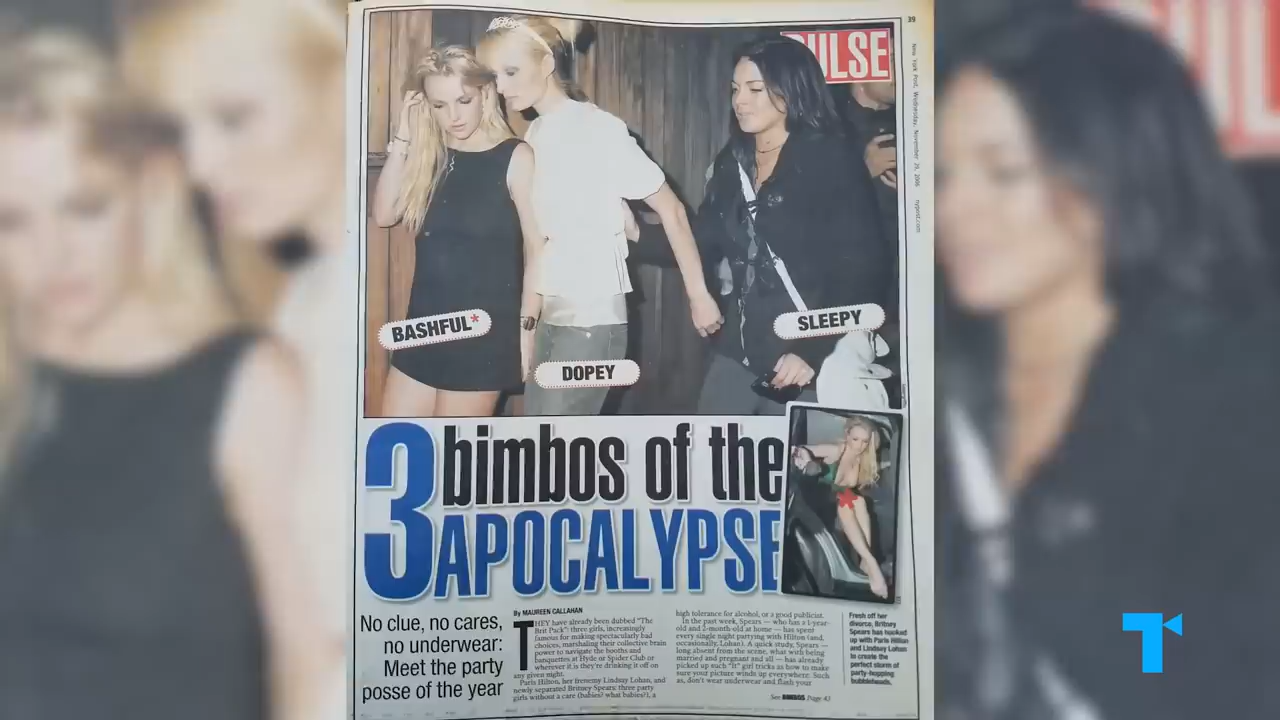 39
PULSE
New York Post, Wednesday, November 29, 2006 nypost.com
BASHFUL*
DOPEY
SLEEPY
3 bimbos of the
APOCALYPSE
No clue, no cares,
no underwear:
Meet the party
posse of the year
By MAUREEN CALLAHAN
THEY have already been dubbed "The
Brit Pack": three girls, increasingly
famous for making spectacularly bad
choices, marshaling their collective brain
power to navigate the booths and
banquettes at Hyde or Spider Club or
wherever it is they're drinking it off on
any given night.
Paris Hilton, her frenemy Lindsay Lohan, and
newly separated Britney Spears: three party
girls without a care (babies? what babies?), a
high tolerance for alcohol, or a good publicist.
In the past week, Spears — who has a 1-year-
old and 2-month-old at home — has spent
every single night partying with Hilton (and,
occasionally, Lohan). A quick study, Spears —
long absent from the scene, what with being
married and pregnant and all — has already
picked up such "It" girl tricks as how to make
sure your picture winds up everywhere. Such
as, don't wear underwear and flash your
See BIMBOS Page 43
Fresh off her
divorce, Britney
Spears has hooked
up with Paris Hilton
and Lindsay Lohan
to create the
perfect storm of
party-hopping
bubbleheads.